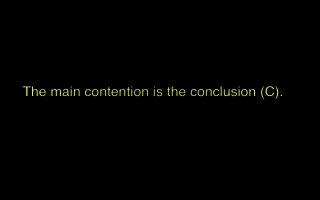 The main contention is the conclusion (C).